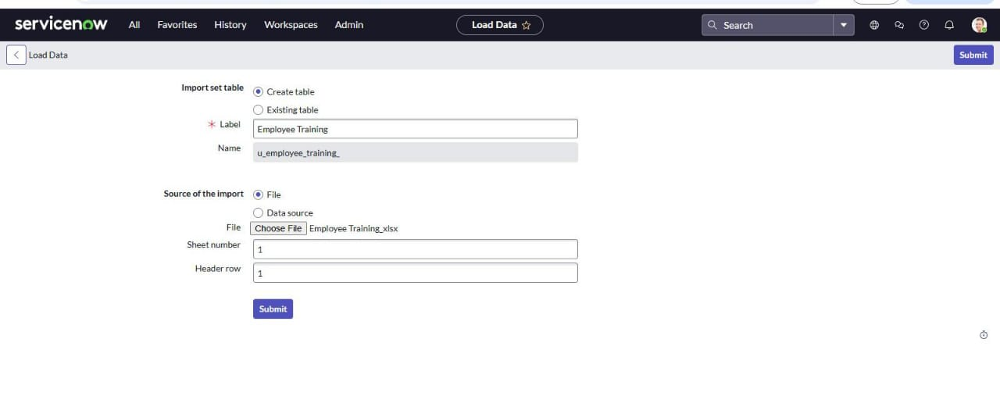 servicenow All Favorites History Workspaces Admin Load Data Search
Load Data Submit
Import set table Create table
Existing table
Label Employee Training
Name u_employee_training_
Source of the import File
Data source
File Choose File Employee Training_xlsx
Sheet number 1
Header row 1
Submit